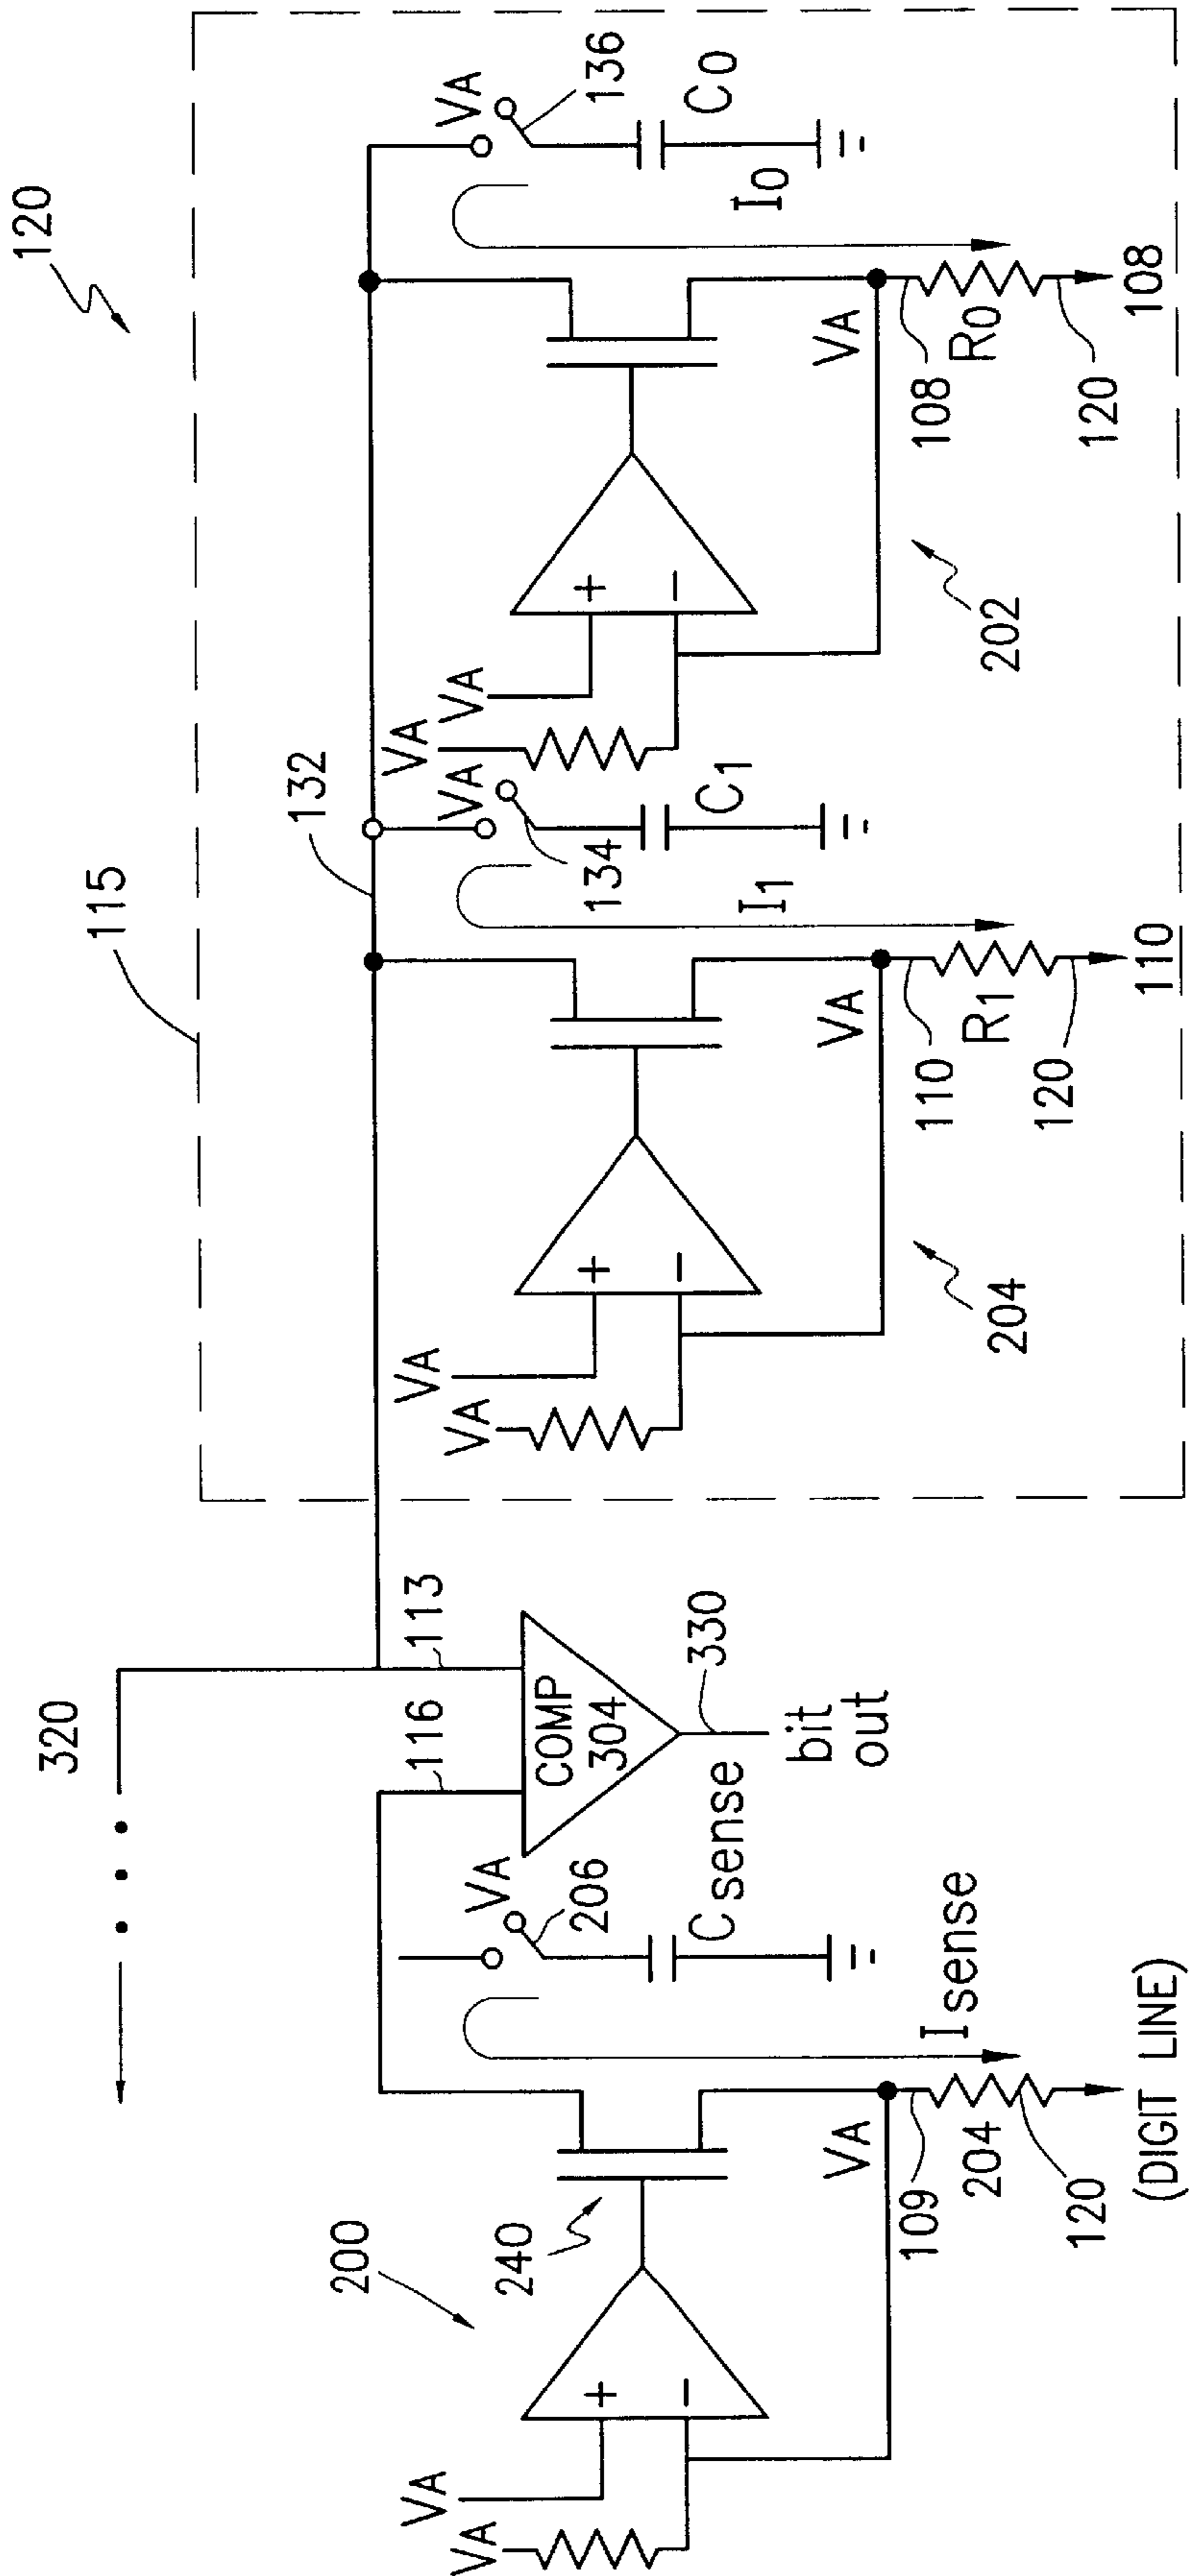 120
115
132
320
116
113
COMP
304
330
bit
out
200
240
VA
VA
VA
109
204
120
(DIGIT LINE)
Isense
VA
206
Csense
+
−
VA
VA
+
−
204
VA
110
R1
120
110
I1
VA
134
C1
VA
VA
+
−
202
VA
108
R0
120
108
I0
VA
136
C0